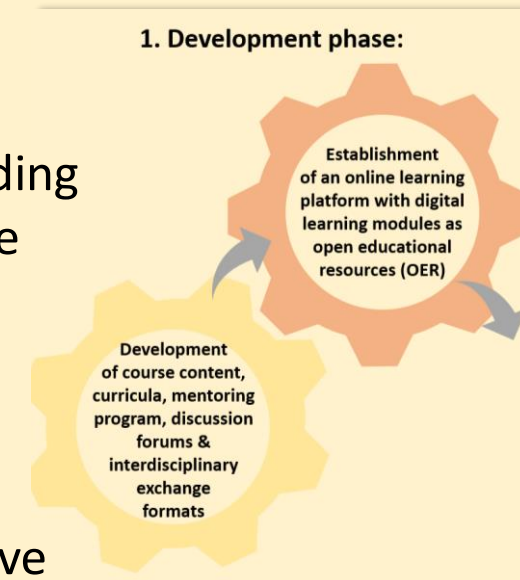 1. Development phase:
ding
e
ve
Establishment
of an online learning
platform with digital
learning modules as
open educational
resources (OER)
Development
of course content,
curricula, mentoring
program, discussion
forums &
interdisciplinary
exchange
formats